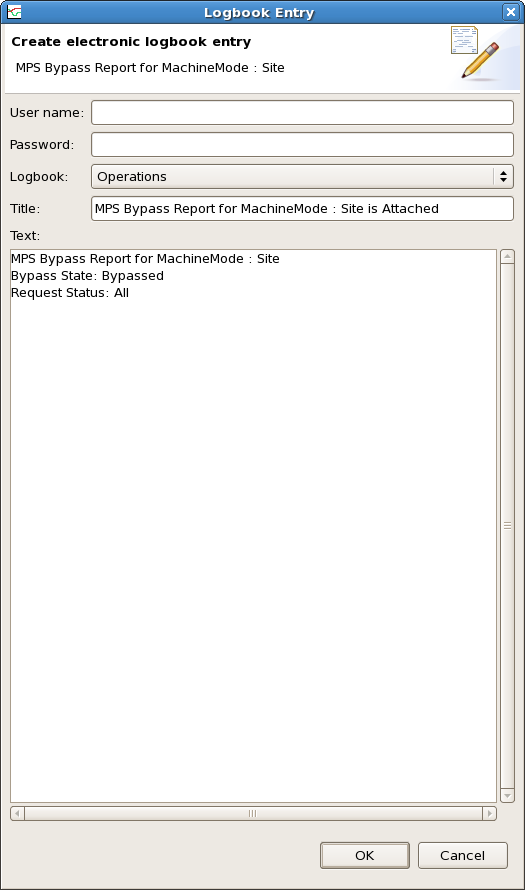 Logbook Entry
Create electronic logbook entry
MPS Bypass Report for MachineMode : Site
User name:
Password:
Logbook: Operations
Title: MPS Bypass Report for MachineMode : Site is Attached
Text:
MPS Bypass Report for MachineMode : Site
Bypass State: Bypassed
Request Status: All
OK Cancel